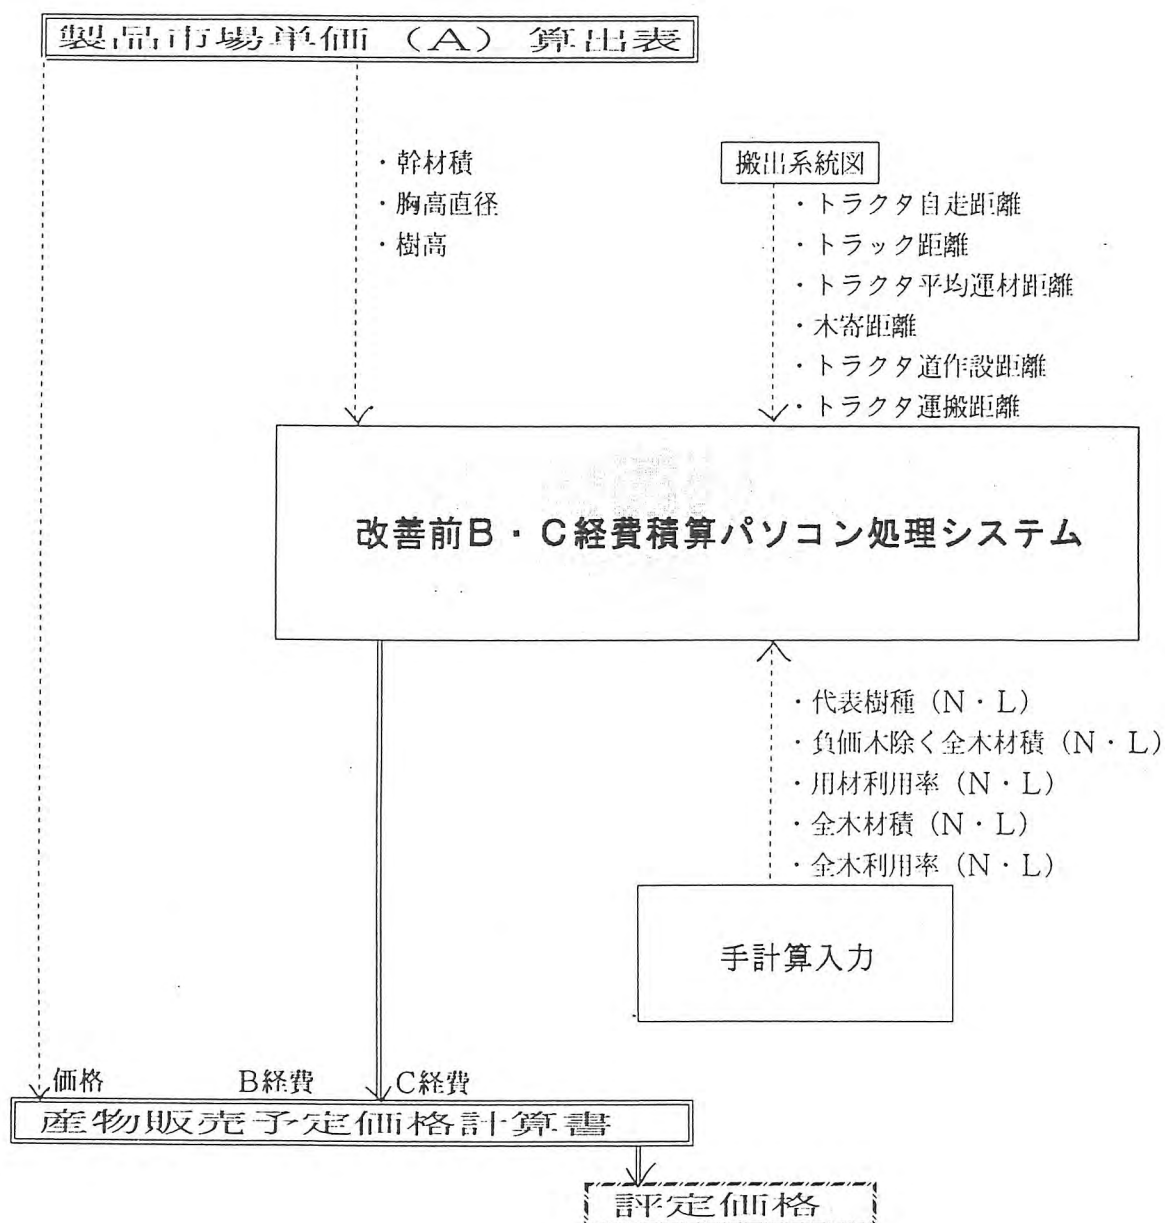 製品市場単価（A）算出表
・幹材積
・胸高直径
・樹高
搬出系統図
・トラクタ自走距離
・トラック距離
・トラクタ平均運材距離
・木寄距離
・トラクタ道作設距離
・トラクタ運搬距離
改善前B・C経費積算パソコン処理システム
・代表樹種（N・L）
・負価木除く全木材積（N・L）
・用材利用率（N・L）
・全木材積（N・L）
・全木利用率（N・L）
手計算入力
価格
B経費
C経費
産物販売予定価格計算書
評定価格